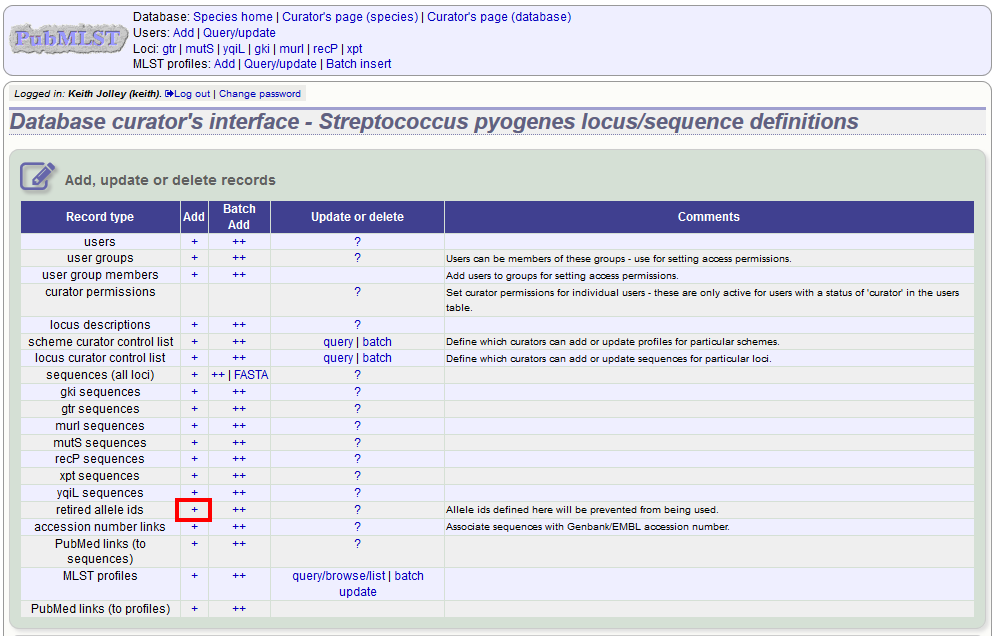 PubMLST
Database: Species home | Curator's page (species) | Curator's page (database)
Users: Add | Query/update
Loci: gtr | mutS | yqiL | gki | murI | recP | xpt
MLST profiles: Add | Query/update | Batch insert
Logged in: Keith Jolley (keith). Log out | Change password
Database curator's interface - Streptococcus pyogenes locus/sequence definitions
Add, update or delete records
Record type Add Batch Add Update or delete Comments
users + ++ ?
user groups + ++ ? Users can be members of these groups - use for setting access permissions.
user group members + ++ Add users to groups for setting access permissions.
curator permissions ? Set curator permissions for individual users - these are only active for users with a status of 'curator' in the users
table.
locus descriptions + ++ ?
scheme curator control list + ++ query | batch Define which curators can add or update profiles for particular schemes.
locus curator control list + ++ query | batch Define which curators can add or update sequences for particular loci.
sequences (all loci) + ++ | FASTA ?
gki sequences + ++ ?
gtr sequences + ++ ?
murI sequences + ++ ?
mutS sequences + ++ ?
recP sequences + ++ ?
xpt sequences + ++ ?
yqiL sequences + ++ ?
retired allele ids + ++ ? Allele ids defined here will be prevented from being used.
accession number links + ++ ? Associate sequences with Genbank/EMBL accession number.
PubMed links (to + ++ ?
sequences)
MLST profiles + ++ query/browse/list | batch
update
PubMed links (to profiles) + ++